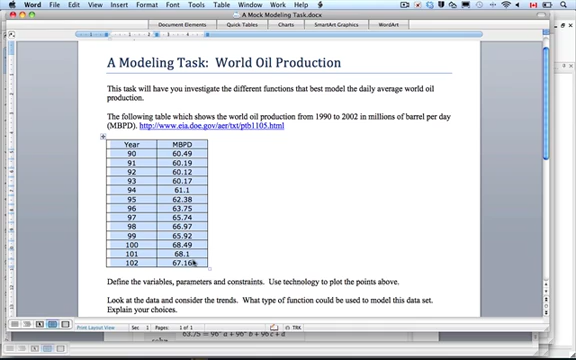 Word File Edit View Insert Format Font Tools Table Window Work Help
A Mock Modeling Task.docx
Document Elements Quick Tables Charts SmartArt Graphics WordArt
A Modeling Task: World Oil Production
This task will have you investigate the different functions that best model the daily average world oil
production.
The following table which shows the world oil production from 1990 to 2002 in millions of barrel per day
(MBPD). http://www.eia.doe.gov/aer/txt/ptb1105.html
Year MBPD
90 60.49
91 60.19
92 60.12
93 60.17
94 61.1
95 62.38
96 63.75
97 65.74
98 66.97
99 65.92
100 68.49
101 68.1
102 67.16
Define the variables, parameters and constraints. Use technology to plot the points above.
Look at the data and consider the trends. What type of function could be used to model this data set.
Explain your choices.
Print Layout View Sec 1 Pages: 1 of 1 TRK